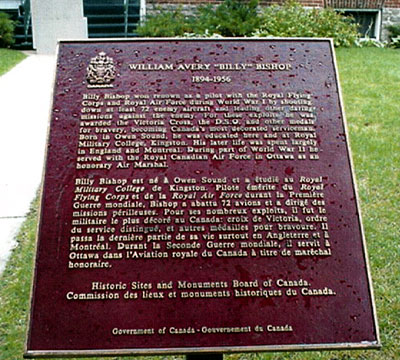 WILLIAM AVERY "BILLY" BISHOP
1894-1956
Billy Bishop won renown as a pilot with the Royal Flying
Corps and Royal Air Force during World War I by shooting
down at least 72 enemy aircraft and leading other daring
missions against the enemy. For these exploits he was
awarded the Victoria Cross, the D.S.O. and other medals
for bravery, becoming Canada's most decorated serviceman.
Born in Owen Sound, he was educated here and at Royal
Military College, Kingston. His later life was spent largely
in England and Montreal. During part of World War II he
served with the Royal Canadian Air Force in Ottawa as an
honorary Air Marshal.
Billy Bishop est né à Owen Sound et a étudié au Royal
Military College de Kingston. Pilote émérite du Royal
Flying Corps et de la Royal Air Force durant la Première
Guerre mondiale, Bishop a abattu 72 avions et a dirigé des
missions périlleuses. Pour ses nombreux exploits, il fut le
militaire le plus décoré au Canada: croix de Victoria, ordre
du service distingué, et autres médailles pour bravoure. Il
passa la dernière partie de sa vie surtout en Angleterre et à
Montréal. Durant la Seconde Guerre mondiale, il servit à
Ottawa dans l'Aviation royale du Canada à titre de maréchal
honoraire.
Historic Sites and Monuments Board of Canada.
Commission des lieux et monuments historiques du Canada.
Government of Canada - Gouvernement du Canada